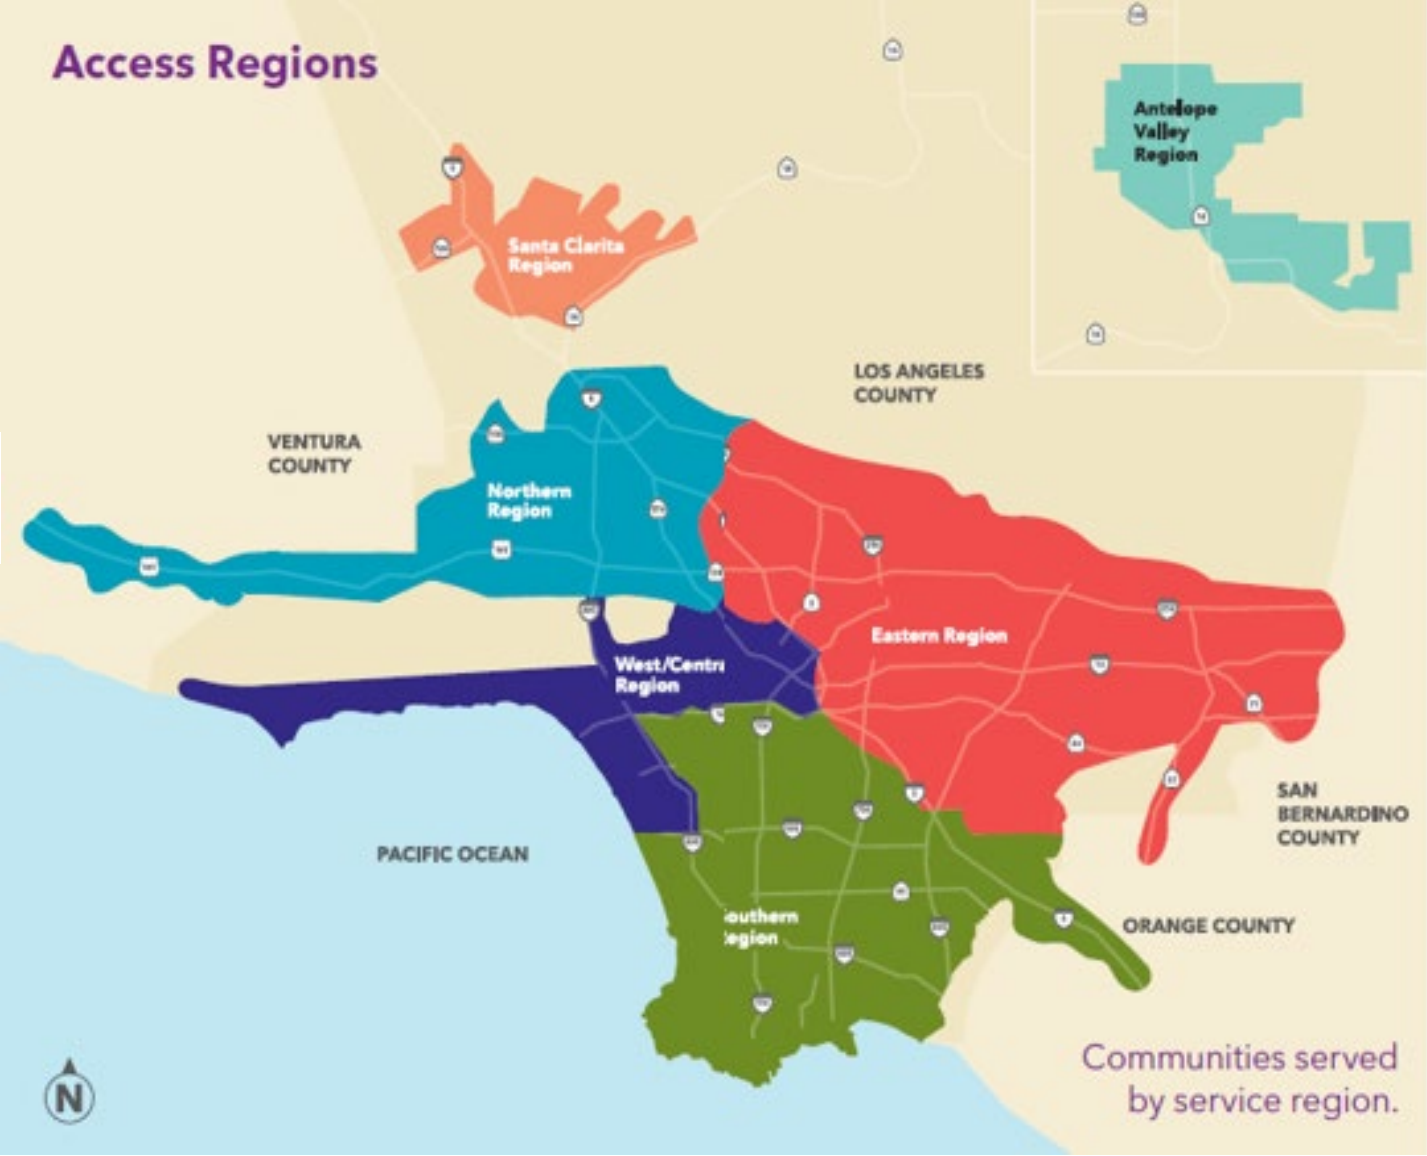 Access Regions
Antelope
Valley
Region
Santa Clarita
Region
LOS ANGELES
COUNTY
VENTURA
COUNTY
Northern
Region
Eastern Region
West/Centra
Region
SAN
BERNARDINO
COUNTY
PACIFIC OCEAN
outhern
egion
ORANGE COUNTY
Communities served
by service region.
N